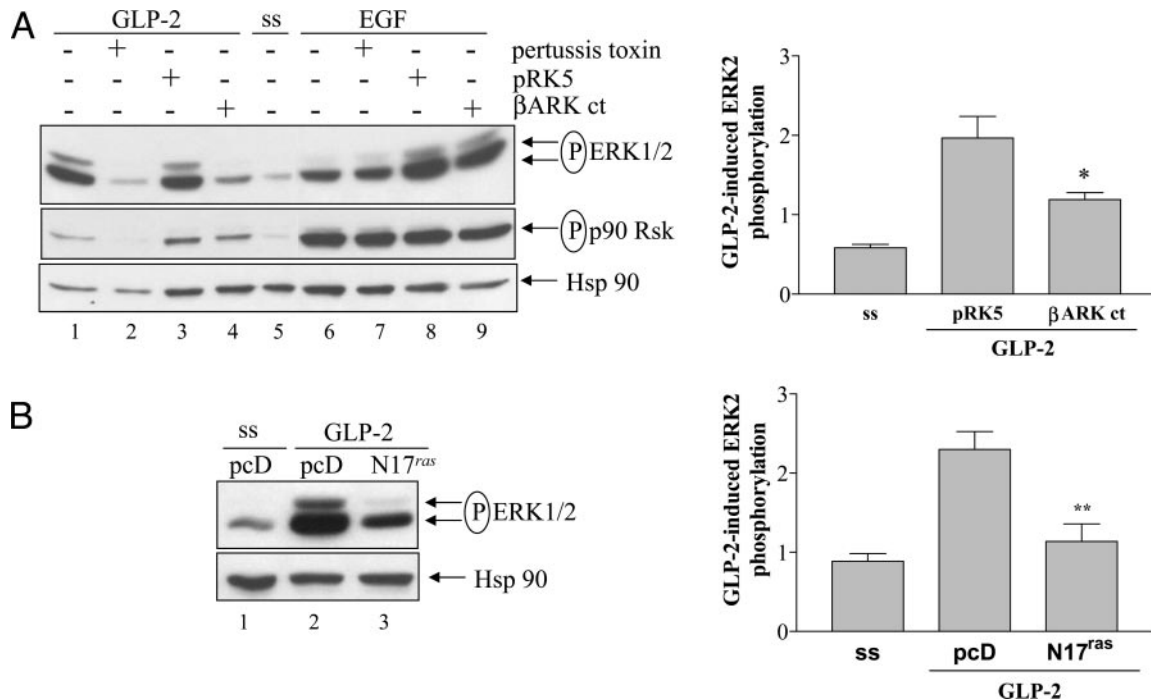 A
GLP-2 ss EGF
- + - - - - + - - pertussis toxin
- - + - - - - + - pRK5
- - - + - - - - + βARK ct
P ERK1/2
P p90 Rsk
Hsp 90
1 2 3 4 5 6 7 8 9
GLP-2-induced ERK2
phosphorylation
3
2
1
0
*
ss pRK5 βARK ct
GLP-2
B
ss GLP-2
pcD pcD N17ras
P ERK1/2
Hsp 90
1 2 3
GLP-2-induced ERK2
phosphorylation
3
2
1
0
**
ss pcD N17ras
GLP-2